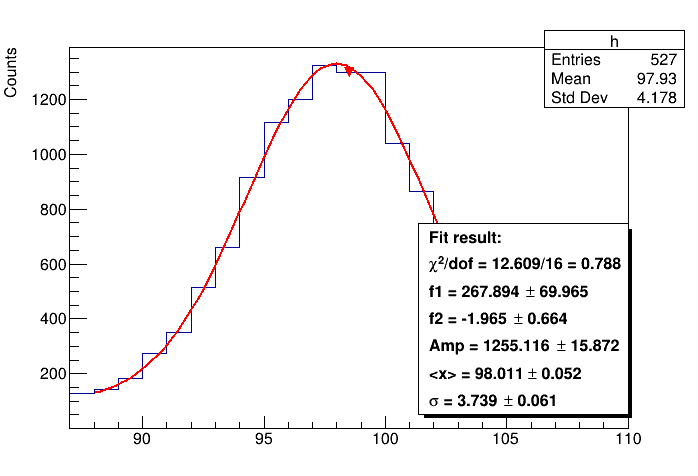 h
Entries 527
Mean 97.93
Std Dev 4.178
Counts
1200
1000
800
600
400
200
90 95 100 105 110
Fit result:
χ²/dof = 12.609/16 = 0.788
f1 = 267.894 ± 69.965
f2 = -1.965 ± 0.664
Amp = 1255.116 ± 15.872
<x> = 98.011 ± 0.052
σ = 3.739 ± 0.061